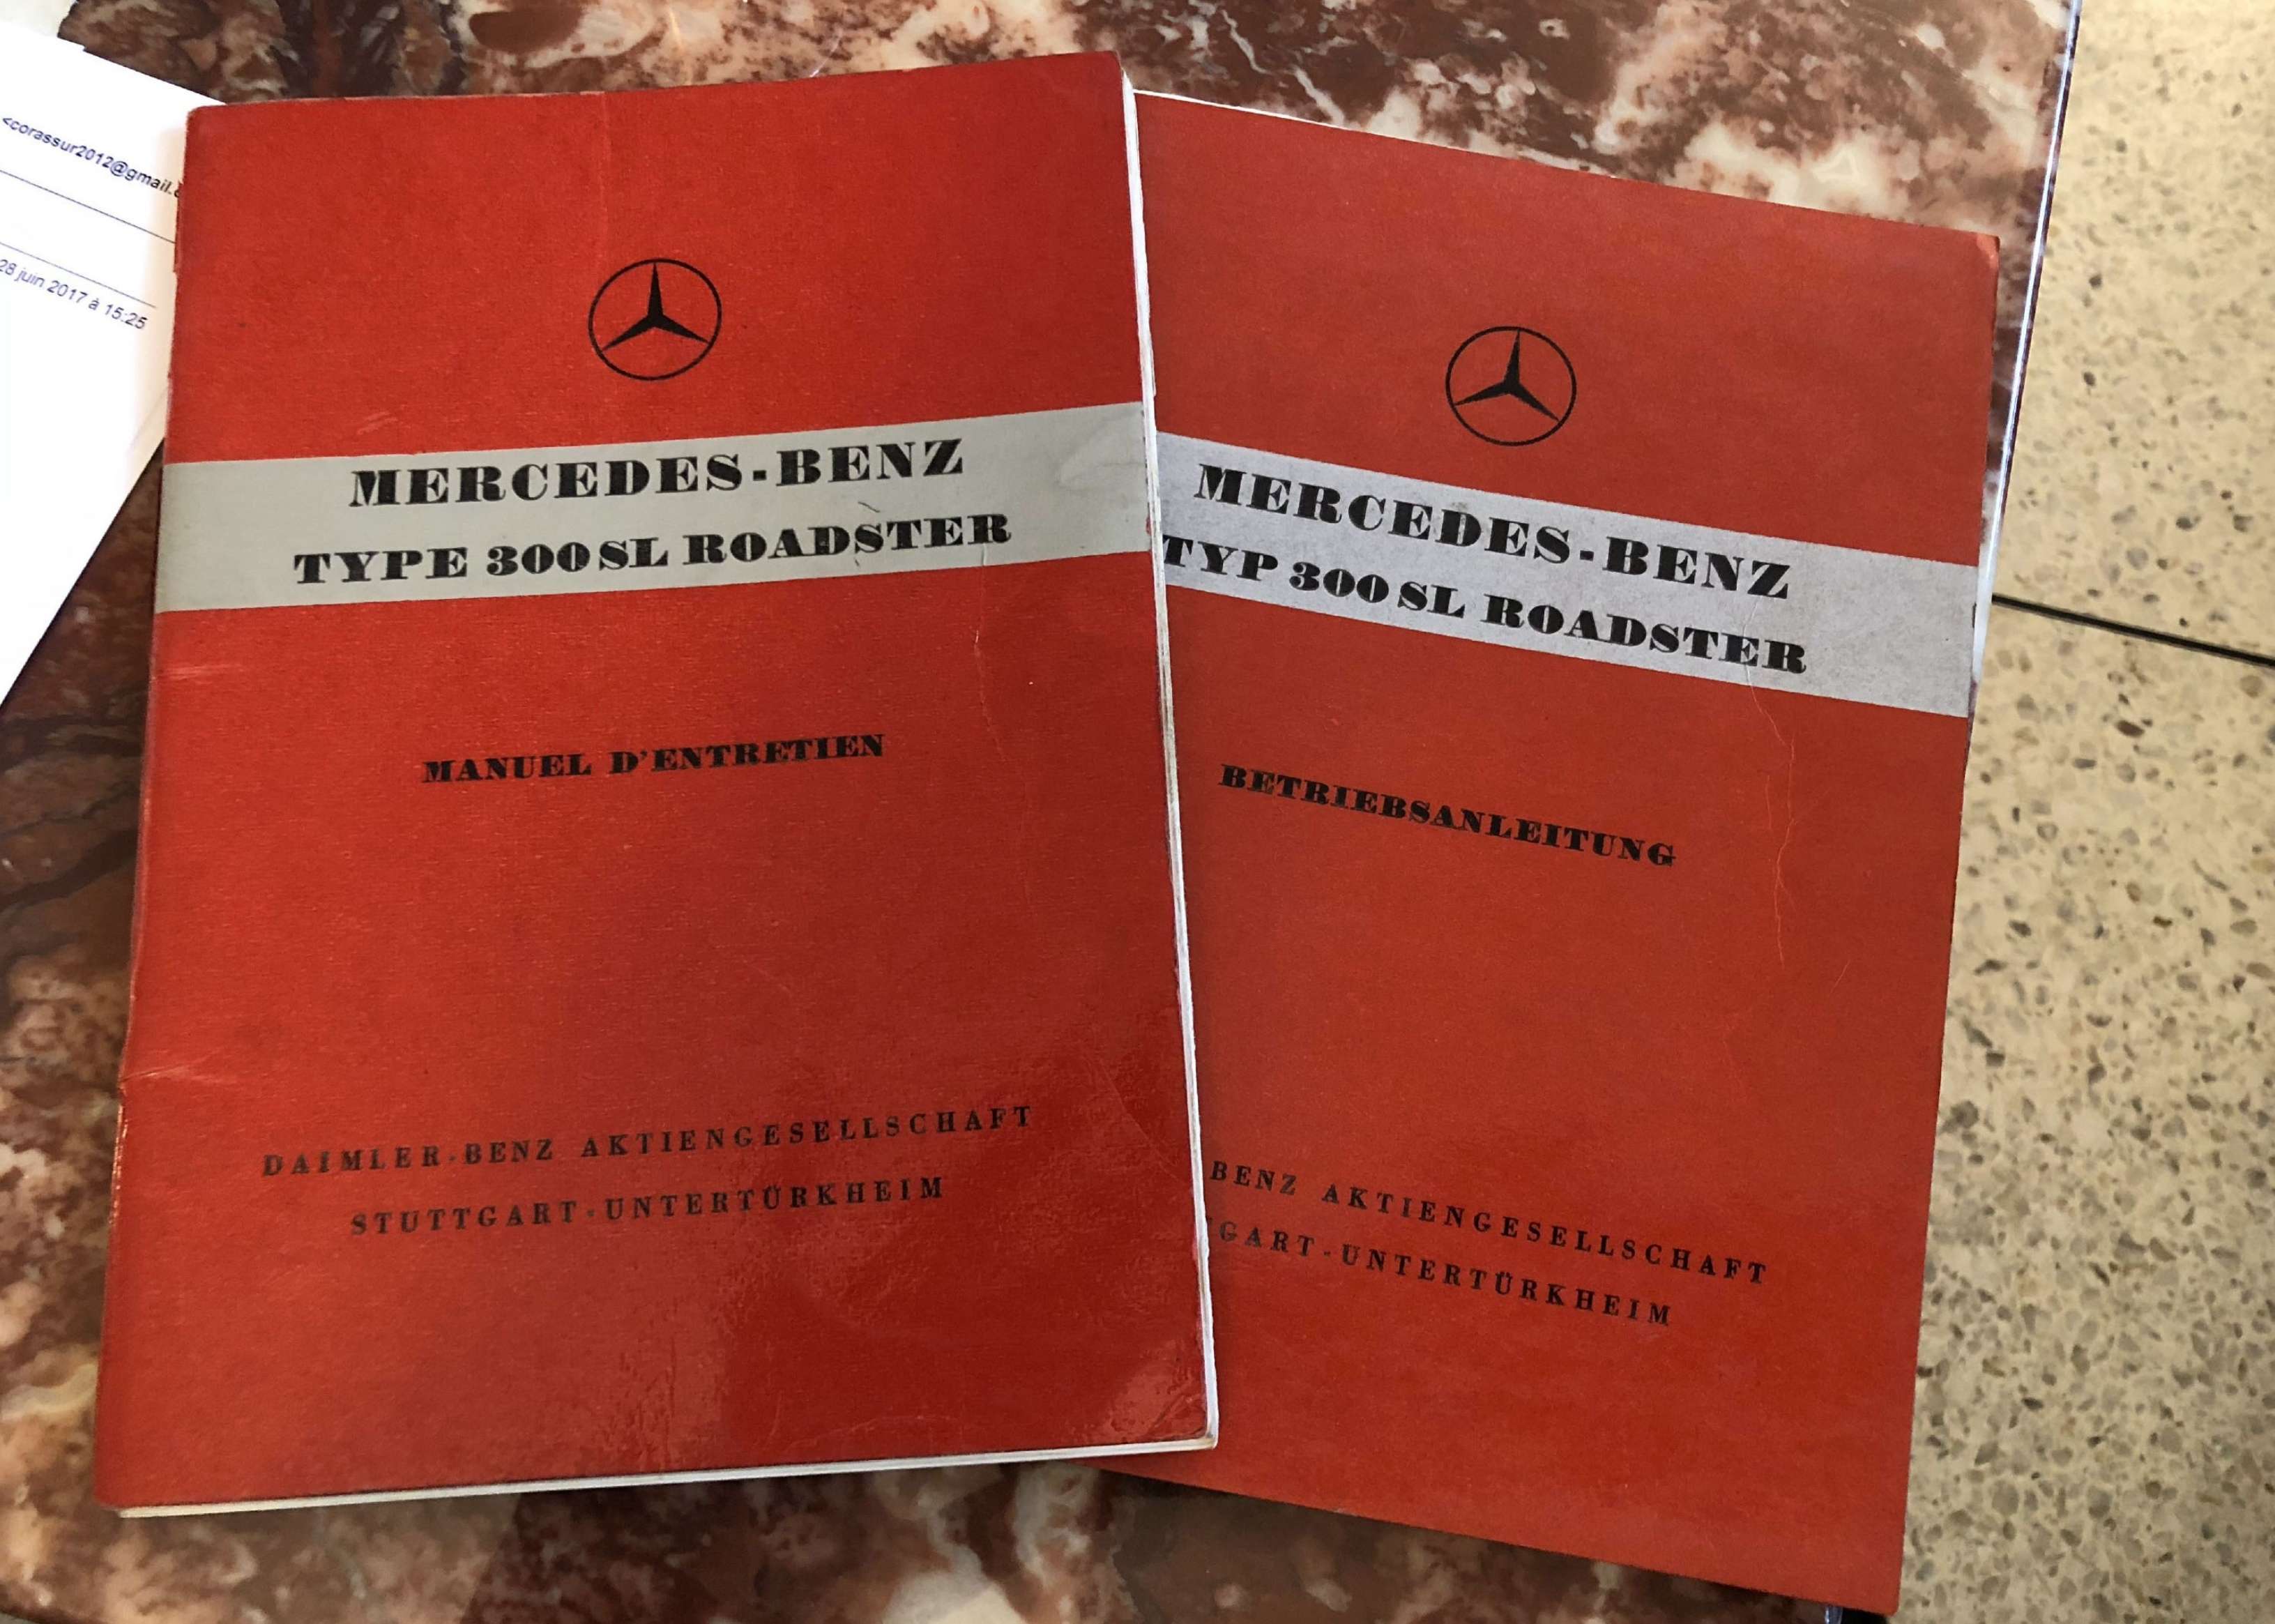 <corassur2012@gmail.
28 juin 2017 à 15:25
MERCEDES-BENZ
TYPE 300 SL ROADSTER
MANUEL D'ENTRETIEN
DAIMLER-BENZ AKTIENGESELLSCHAFT
STUTTGART-UNTERTÜRKHEIM
MERCEDES-BENZ
TYP 300 SL ROADSTER
BETRIEBSANLEITUNG
BENZ AKTIENGESELLSCHAFT
GART-UNTERTÜRKHEIM